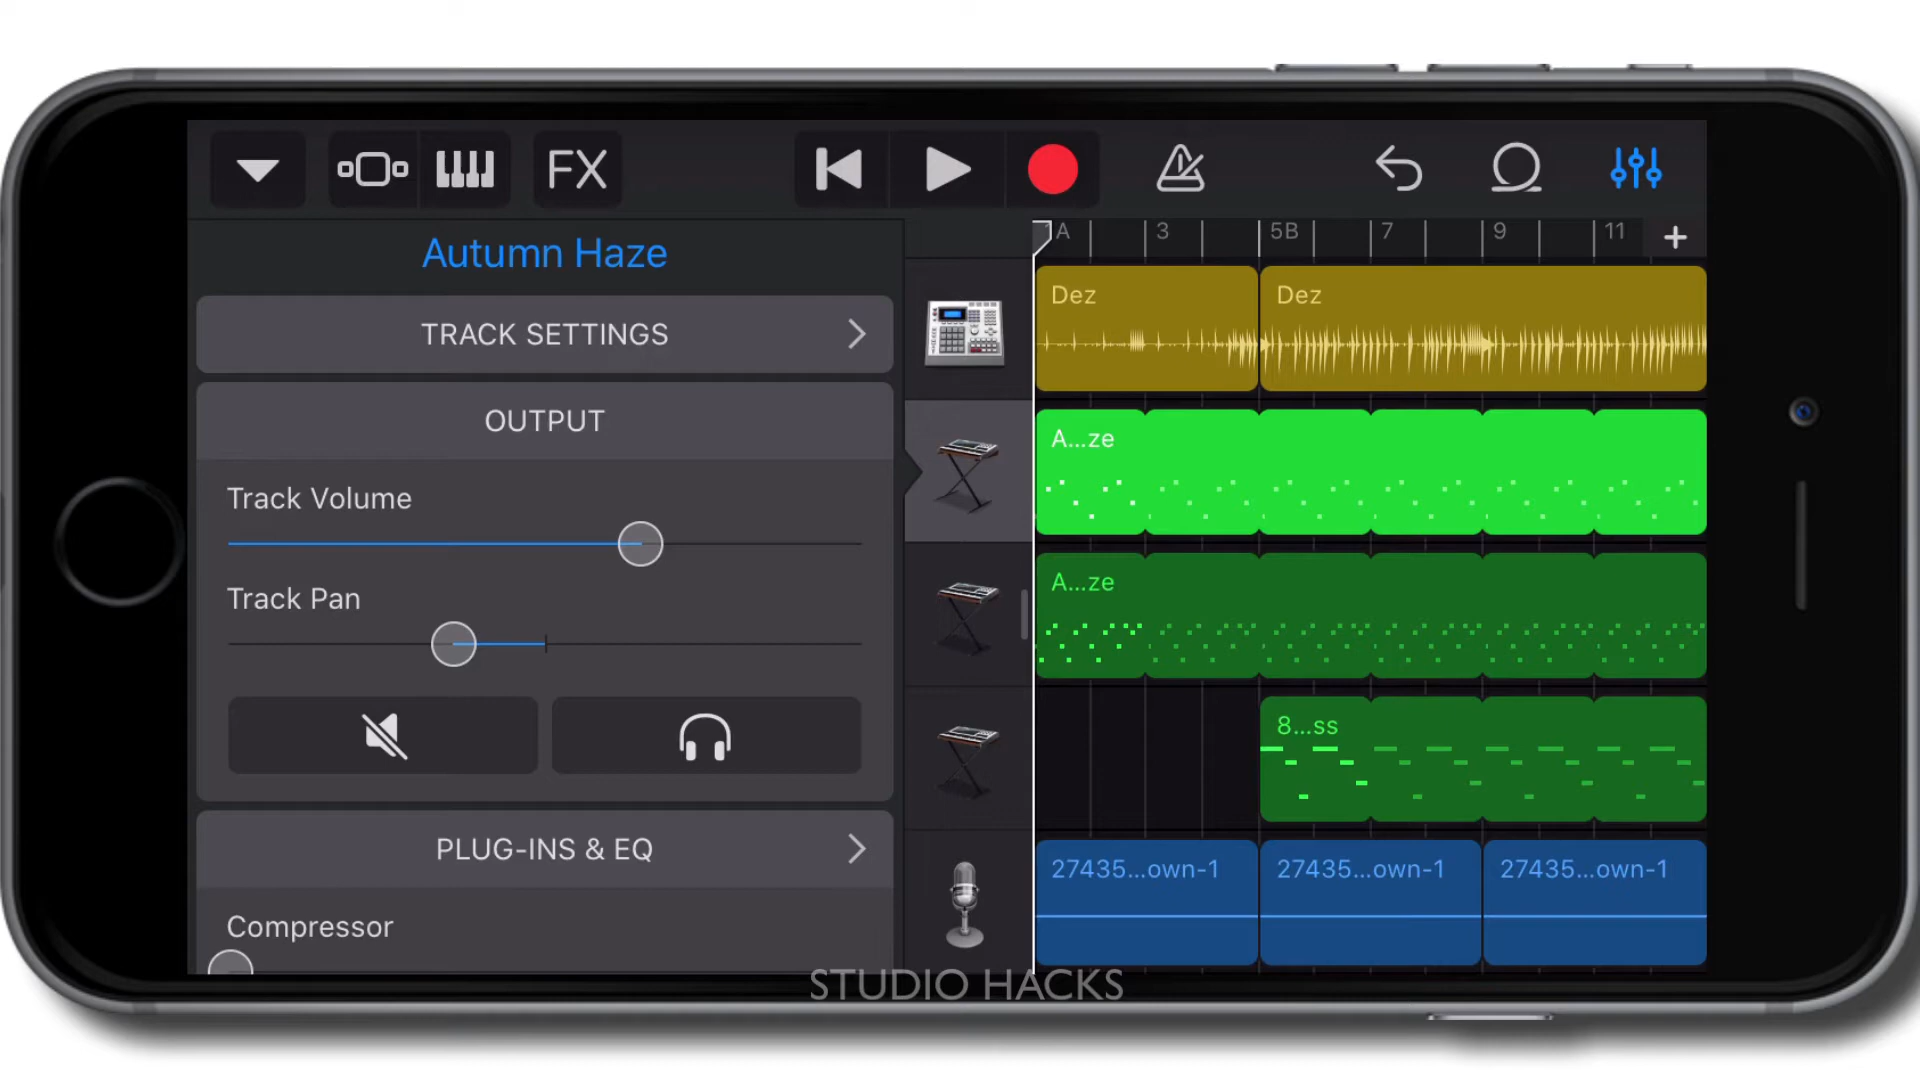 FX
Autumn Haze
A 3 5B 7 9 11 +
TRACK SETTINGS
Dez Dez
OUTPUT
A...ze
Track Volume
Track Pan
A...ze
8...ss
PLUG-INS & EQ
27435...own-1 27435...own-1 27435...own-1
Compressor
STUDIO HACKS